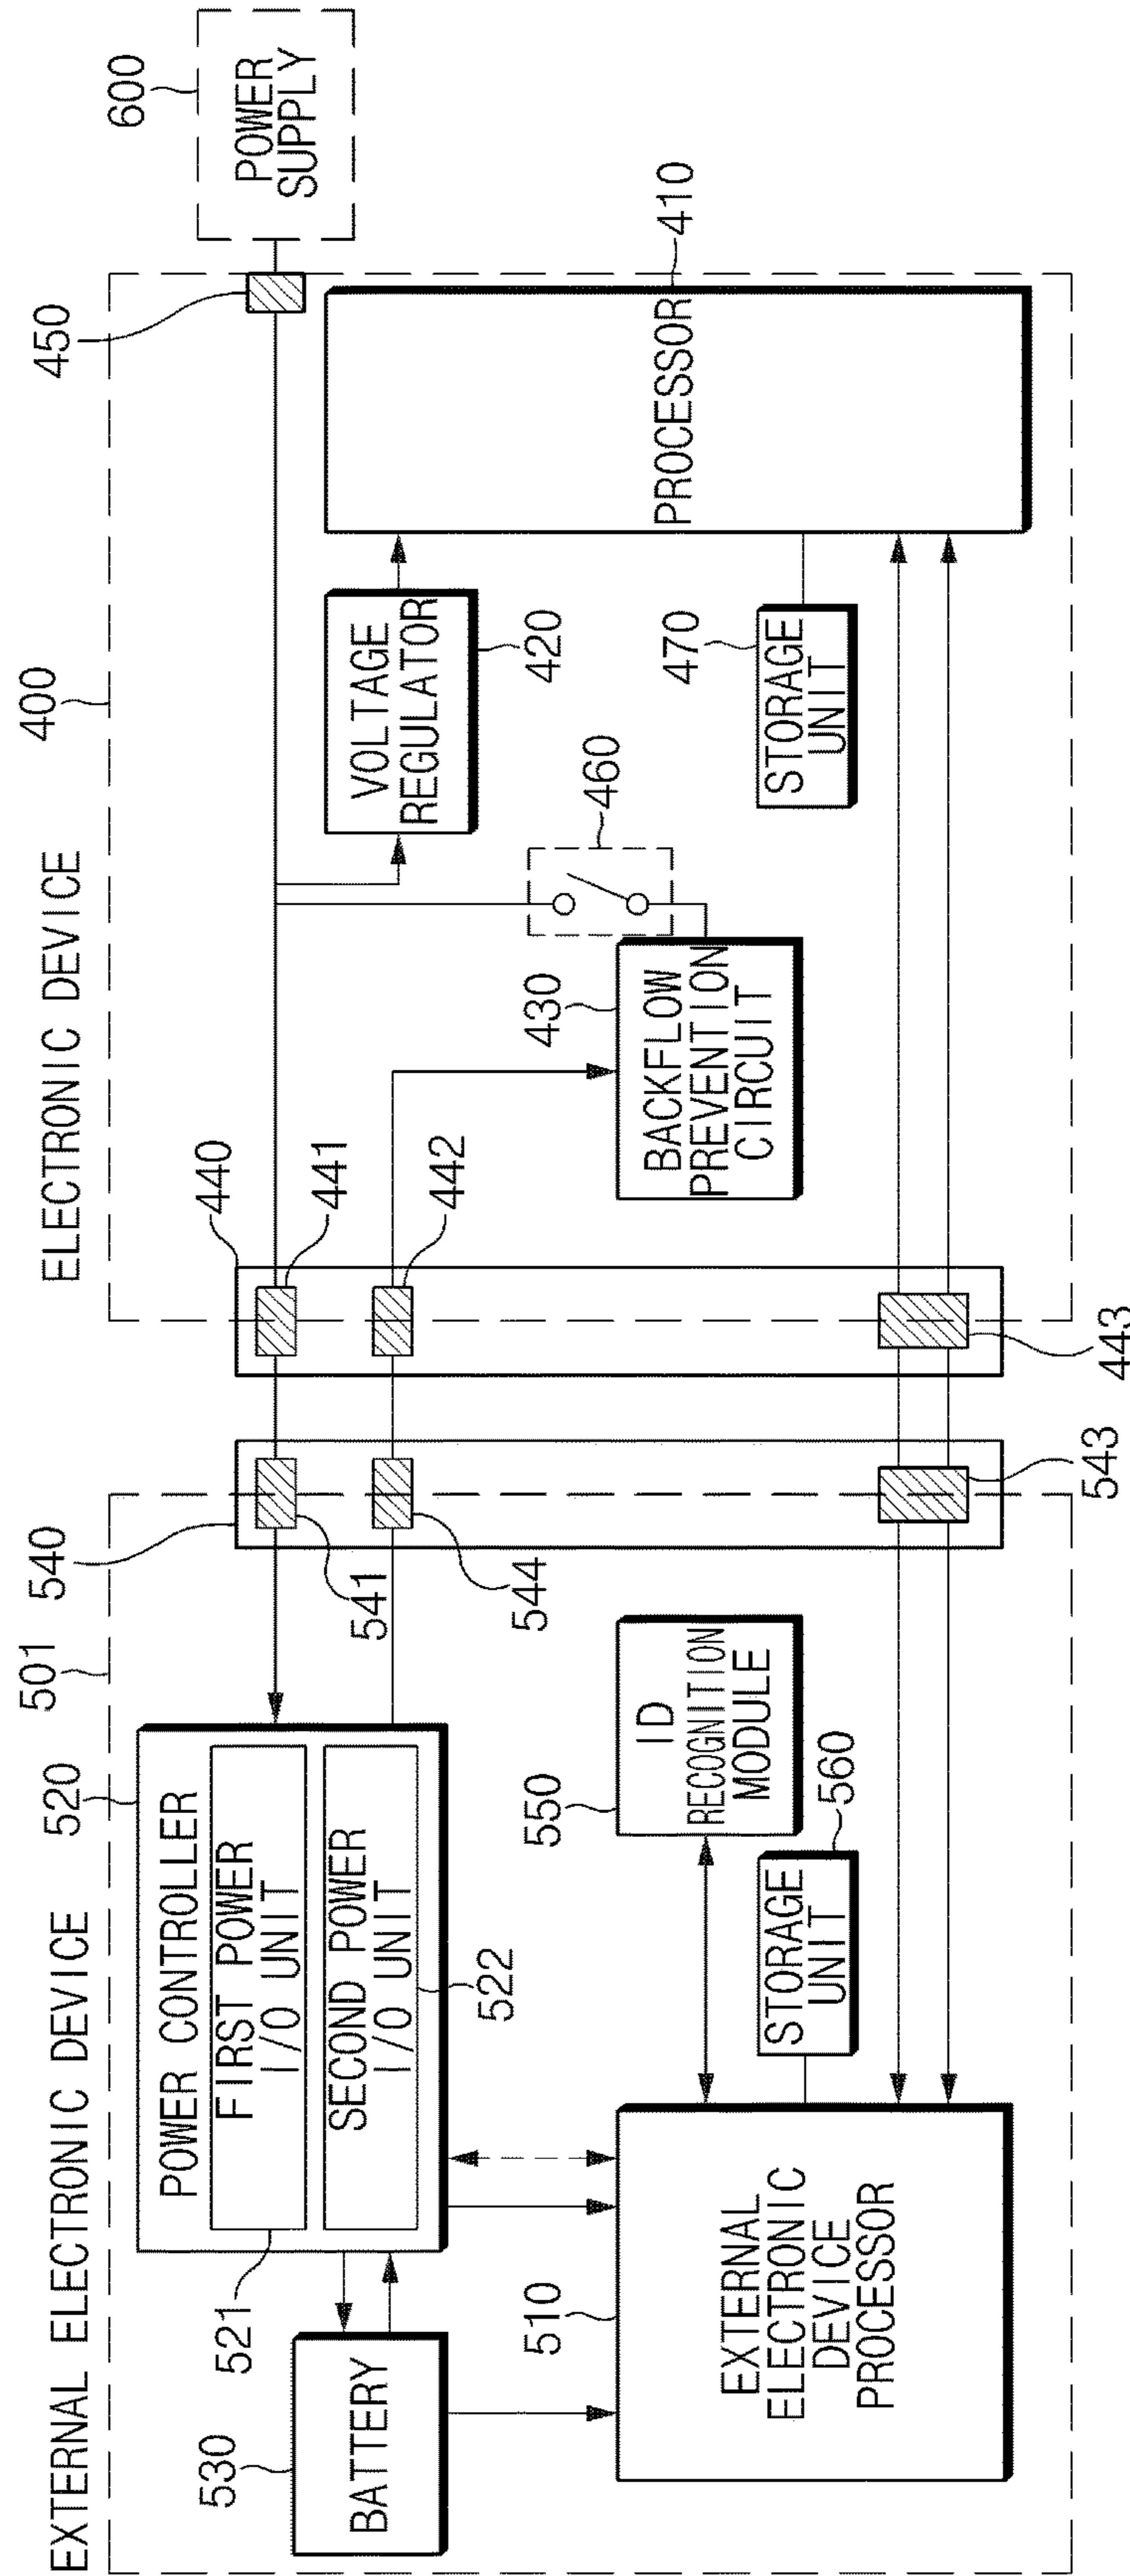 EXTERNAL ELECTRONIC DEVICE
501
520
540
POWER CONTROLLER
FIRST POWER
I/O UNIT
SECOND POWER
I/O UNIT
521
522
541
544
530
BATTERY
510
EXTERNAL
ELECTRONIC
DEVICE
PROCESSOR
550
ID
RECOGNITION
MODULE
STORAGE
UNIT
560
543
ELECTRONIC DEVICE
400
440
441
442
443
450
600
POWER
SUPPLY
VOLTAGE
REGULATOR
420
430
BACKFLOW
PREVENTION
CIRCUIT
460
470
STORAGE
UNIT
PROCESSOR
410